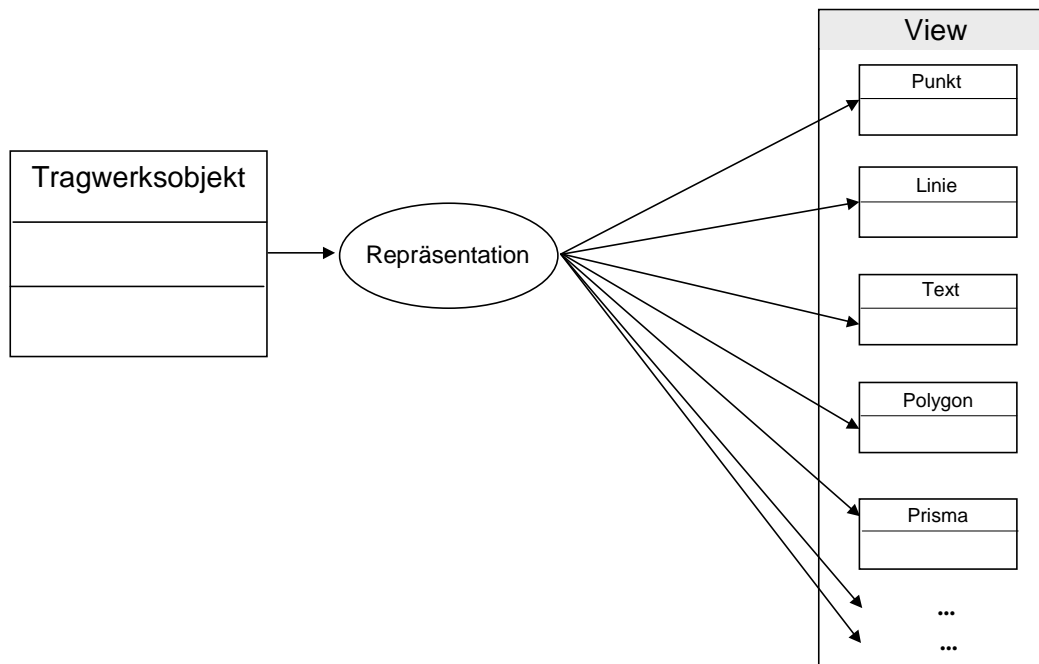 View
Punkt
Tragwerksobjekt
Linie
Repräsentation
Text
Polygon
Prisma
...
...